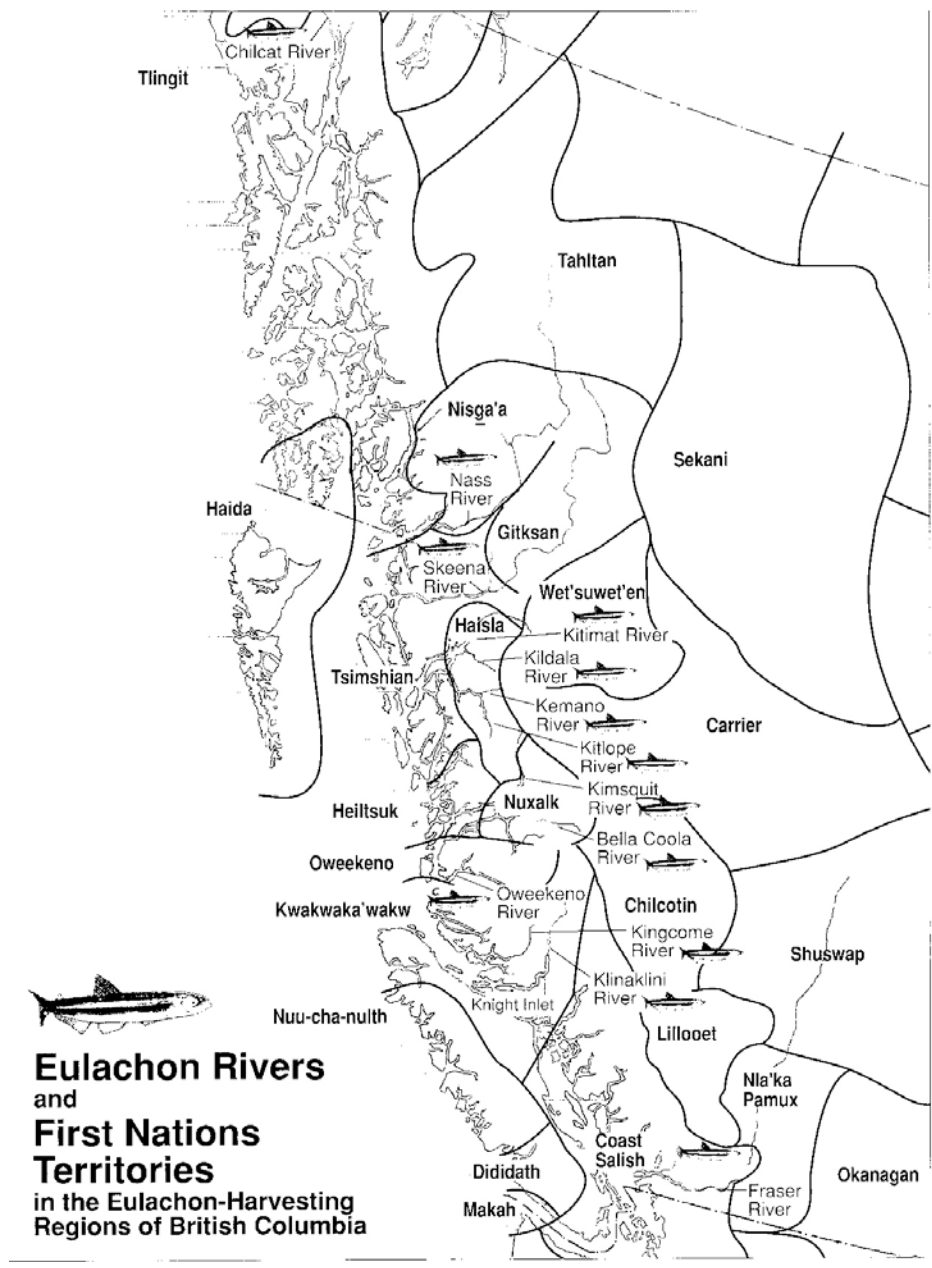 Chilcat River
Tlingit
Tahltan
Nisga'a
Sekani
Nass
River
Haida
Gitksan
Skeena
River
Wet'suwet'en
Haisla
Kitimat River
Kildala
River
Tsimshian
Kemano
River
Carrier
Kitlope
River
Kimsquit
River
Nuxalk
Heiltsuk
Bella Coola
River
Oweekeno
Oweekeno
River
Chilcotin
Kwakwaka'wakw
Kingcome
River
Shuswap
Klinaklini
River
Knight Inlet
Nuu-cha-nulth
Lillooet
Nla'ka
Pamux
Coast
Salish
Dididath
Okanagan
Fraser
River
Makah
Eulachon Rivers
and
First Nations
Territories
in the Eulachon-Harvesting
Regions of British Columbia